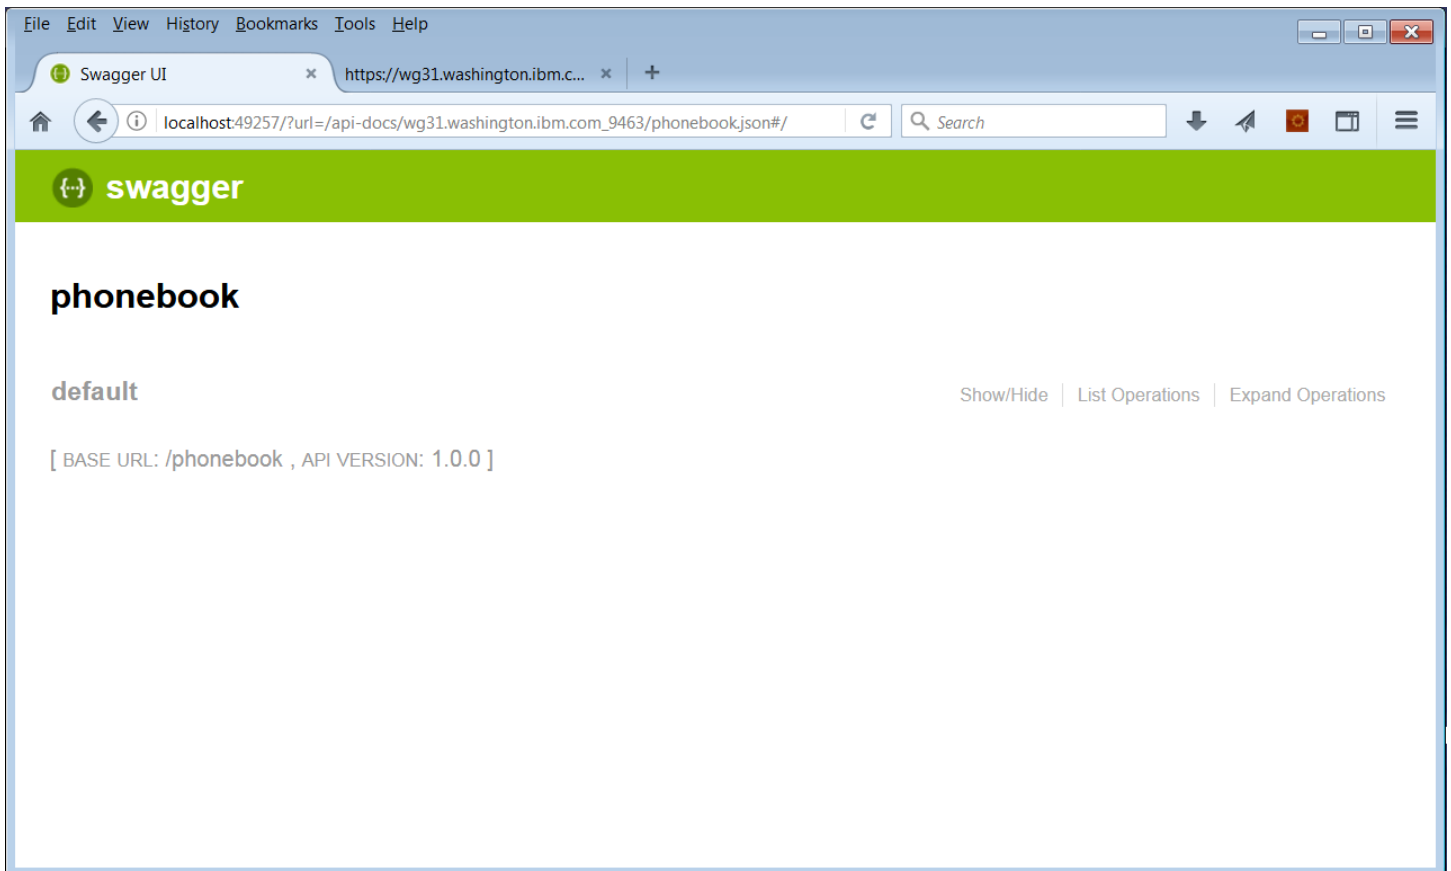 File Edit View History Bookmarks Tools Help
Swagger UI https://wg31.washington.ibm.c...
localhost:49257/?url=/api-docs/wg31.washington.ibm.com_9463/phonebook.json#/ Search
{...} swagger
phonebook
default Show/Hide List Operations Expand Operations
[ BASE URL: /phonebook , API VERSION: 1.0.0 ]